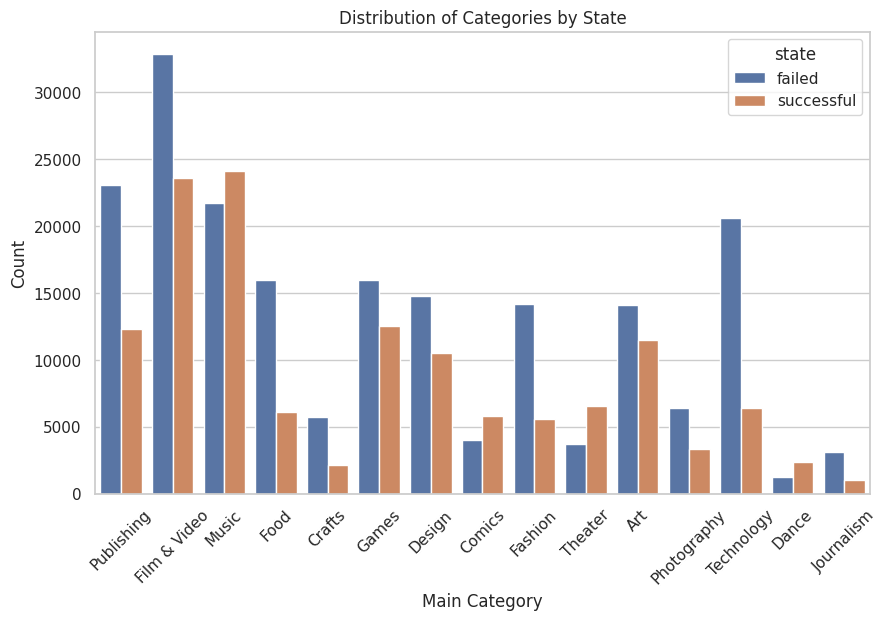 Distribution of Categories by State
state
failed
successful
Count
30000
25000
20000
15000
10000
5000
0
Publishing
Film & Video
Music
Food
Crafts
Games
Design
Comics
Fashion
Theater
Art
Photography
Technology
Dance
Journalism
Main Category